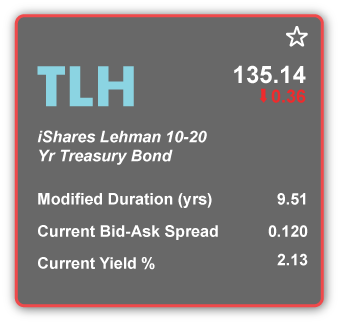 TLH
135.14
↓0.36
iShares Lehman 10-20
Yr Treasury Bond
Modified Duration (yrs) 9.51
Current Bid-Ask Spread 0.120
Current Yield % 2.13